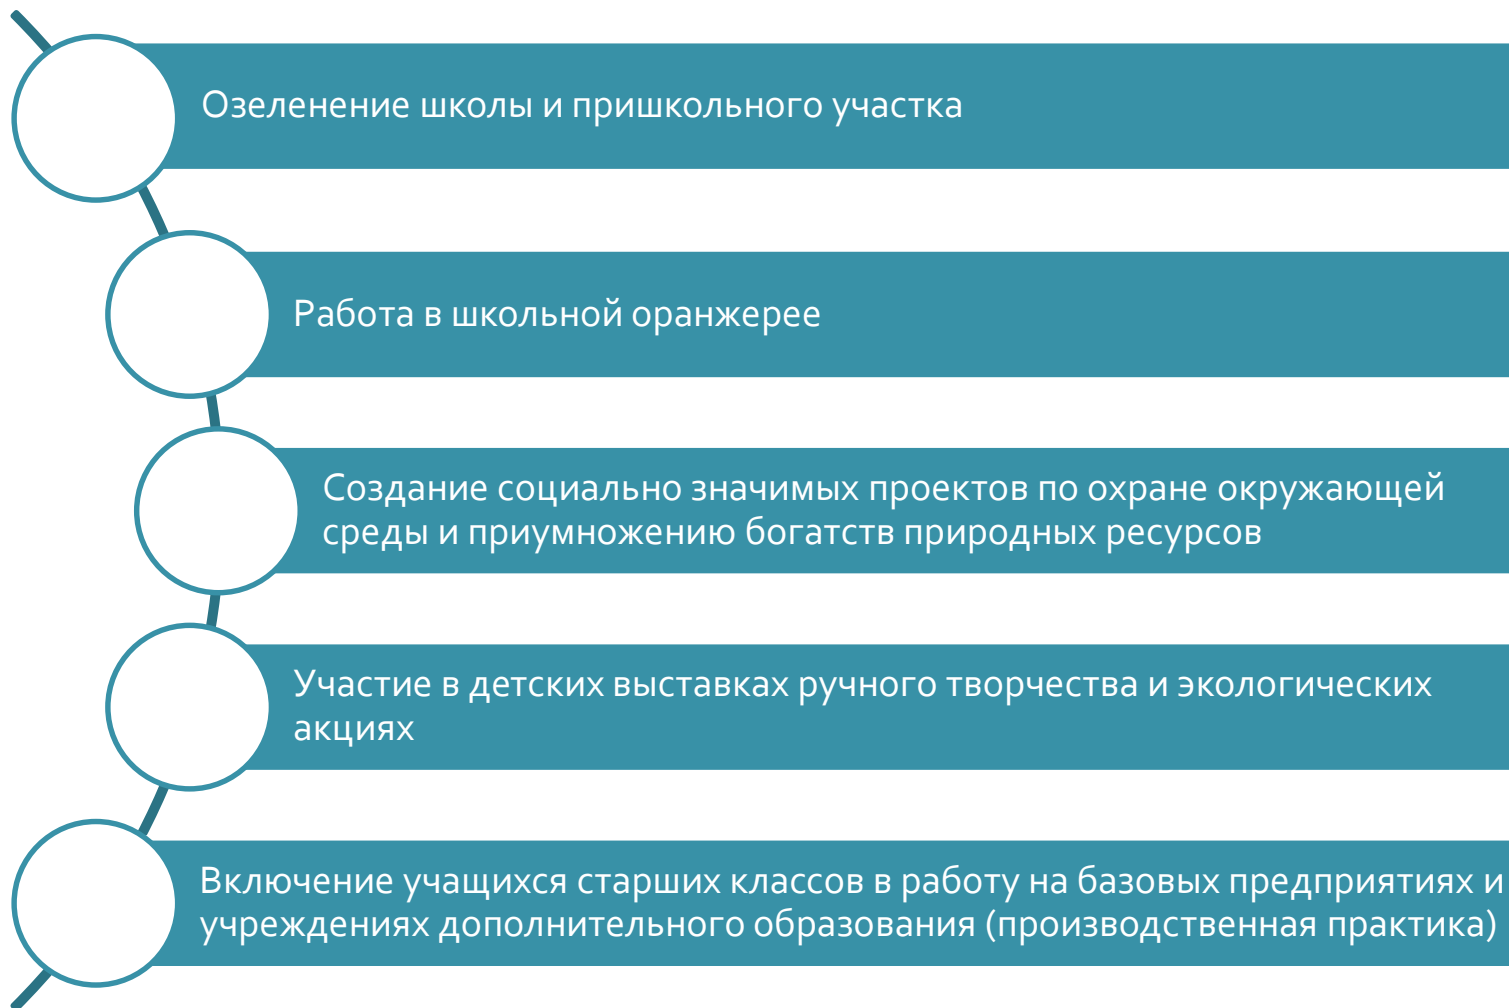 Озеленение школы и пришкольного участка
Работа в школьной оранжерее
Создание социально значимых проектов по охране окружающей
среды и приумножению богатств природных ресурсов
Участие в детских выставках ручного творчества и экологических
акциях
Включение учащихся старших классов в работу на базовых предприятиях и
учреждениях дополнительного образования (производственная практика)